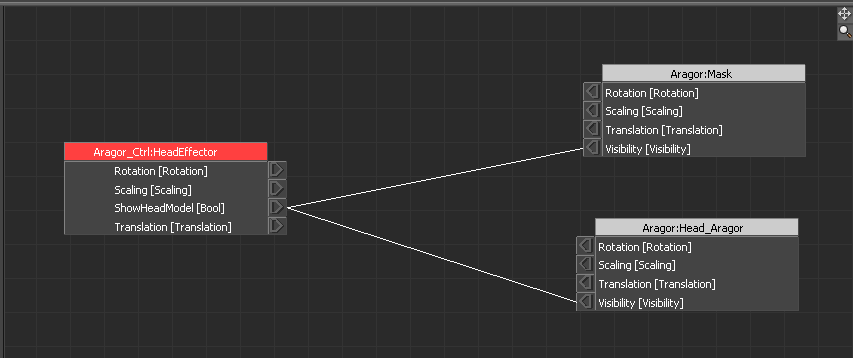 Aragor_Ctrl:HeadEffector
Rotation [Rotation]
Scaling [Scaling]
ShowHeadModel [Bool]
Translation [Translation]
Aragor:Mask
Rotation [Rotation]
Scaling [Scaling]
Translation [Translation]
Visibility [Visibility]
Aragor:Head_Aragor
Rotation [Rotation]
Scaling [Scaling]
Translation [Translation]
Visibility [Visibility]